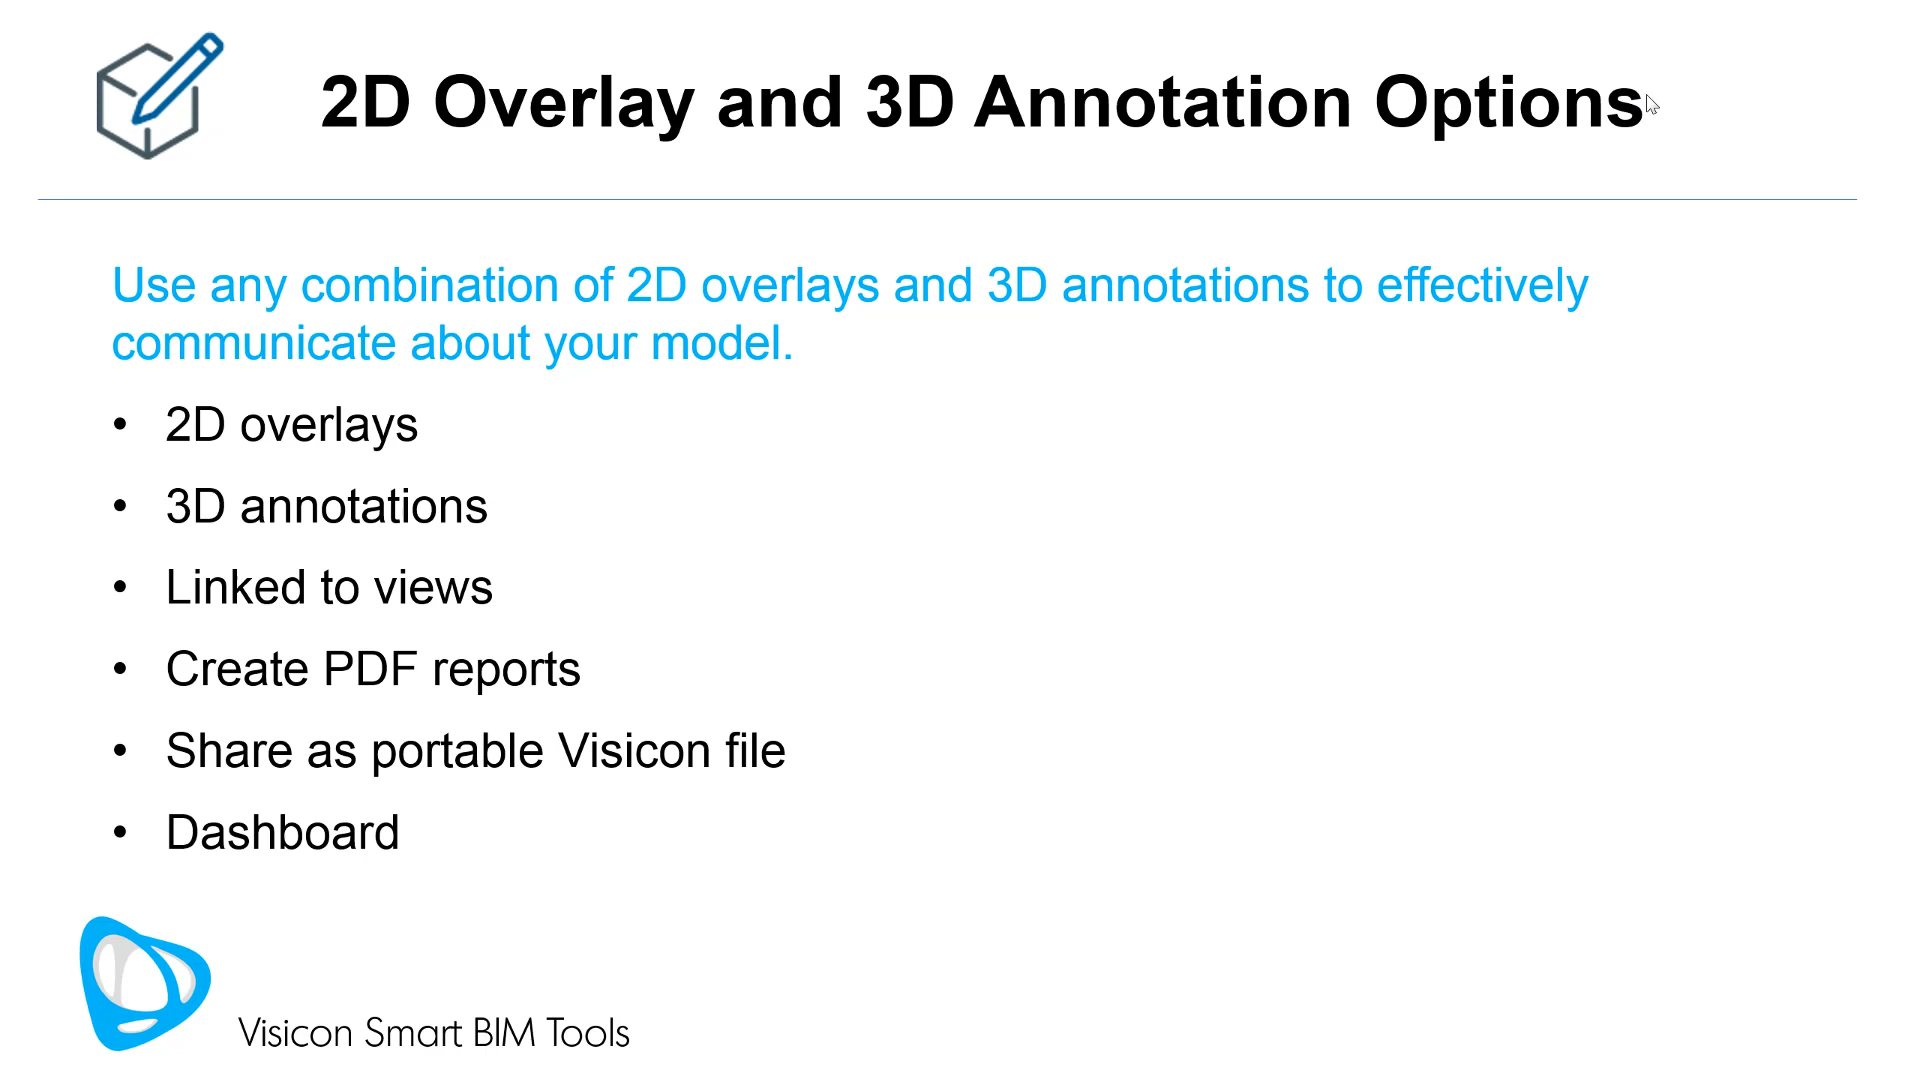 2D Overlay and 3D Annotation Options
Use any combination of 2D overlays and 3D annotations to effectively
communicate about your model.
• 2D overlays
• 3D annotations
• Linked to views
• Create PDF reports
• Share as portable Visicon file
• Dashboard
Visicon Smart BIM Tools